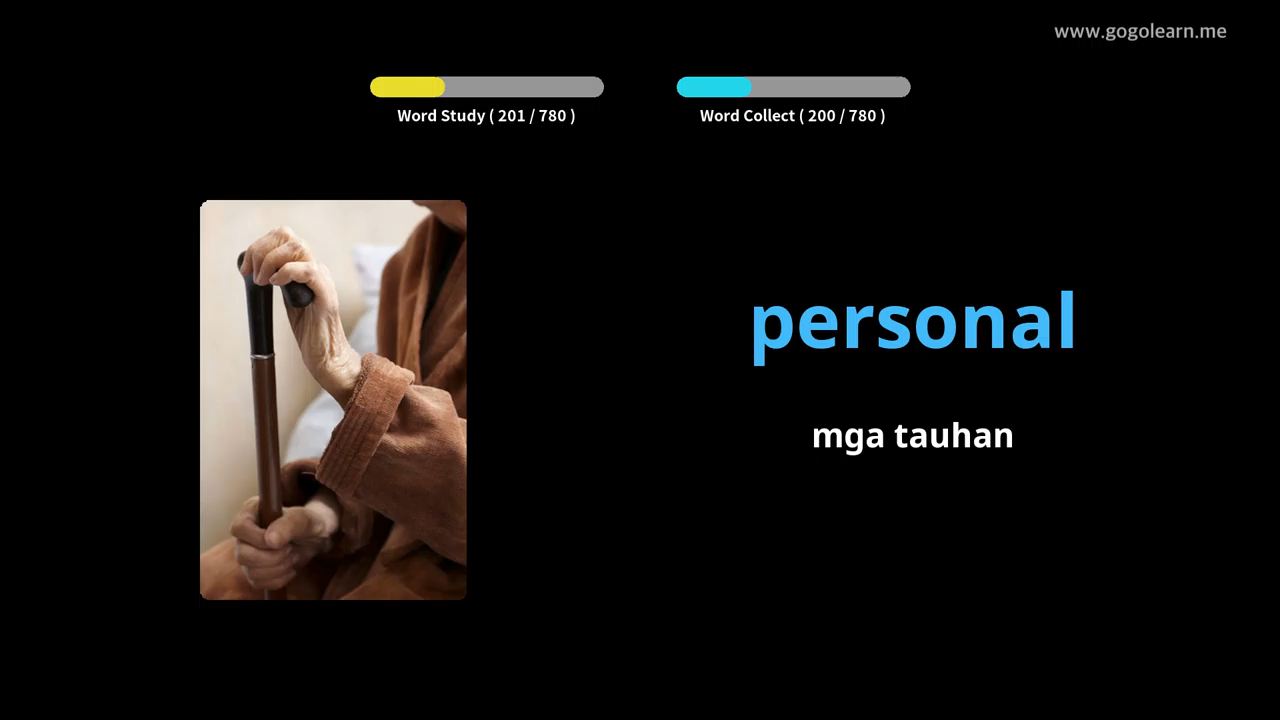 www.gogolearn.me
Word Study ( 201 / 780 )
Word Collect ( 200 / 780 )
personal
mga tauhan